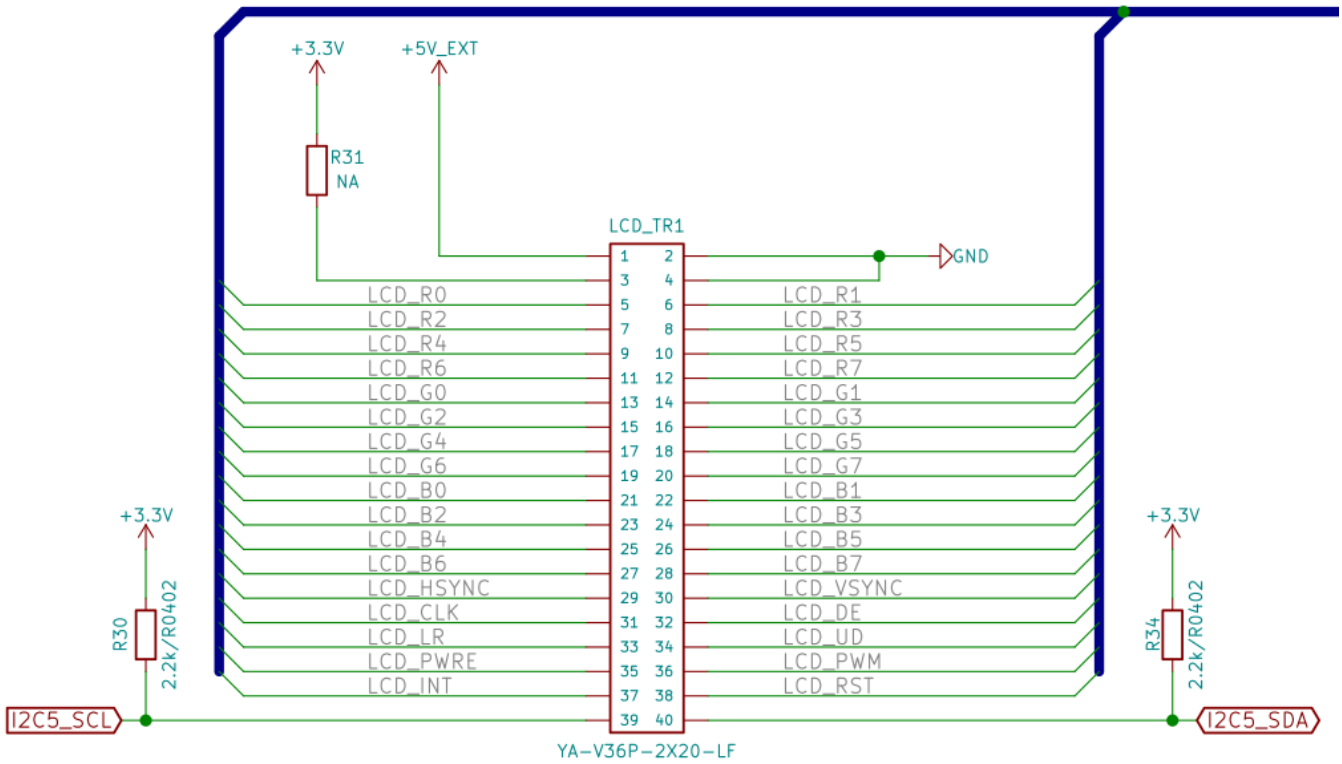 +3.3V +5V_EXT
R31
NA
LCD_TR1
1 2 GND
3 4
LCD_R0 5 6 LCD_R1
LCD_R2 7 8 LCD_R3
LCD_R4 9 10 LCD_R5
LCD_R6 11 12 LCD_R7
LCD_G0 13 14 LCD_G1
LCD_G2 15 16 LCD_G3
LCD_G4 17 18 LCD_G5
LCD_G6 19 20 LCD_G7
LCD_B0 21 22 LCD_B1
LCD_B2 23 24 LCD_B3
LCD_B4 25 26 LCD_B5
LCD_B6 27 28 LCD_B7
LCD_HSYNC 29 30 LCD_VSYNC
LCD_CLK 31 32 LCD_DE
LCD_LR 33 34 LCD_UD
LCD_PWRE 35 36 LCD_PWM
LCD_INT 37 38 LCD_RST
39 40
YA-V36P-2X20-LF
+3.3V
R30
2.2k/R0402
I2C5_SCL
+3.3V
R34
2.2k/R0402
I2C5_SDA